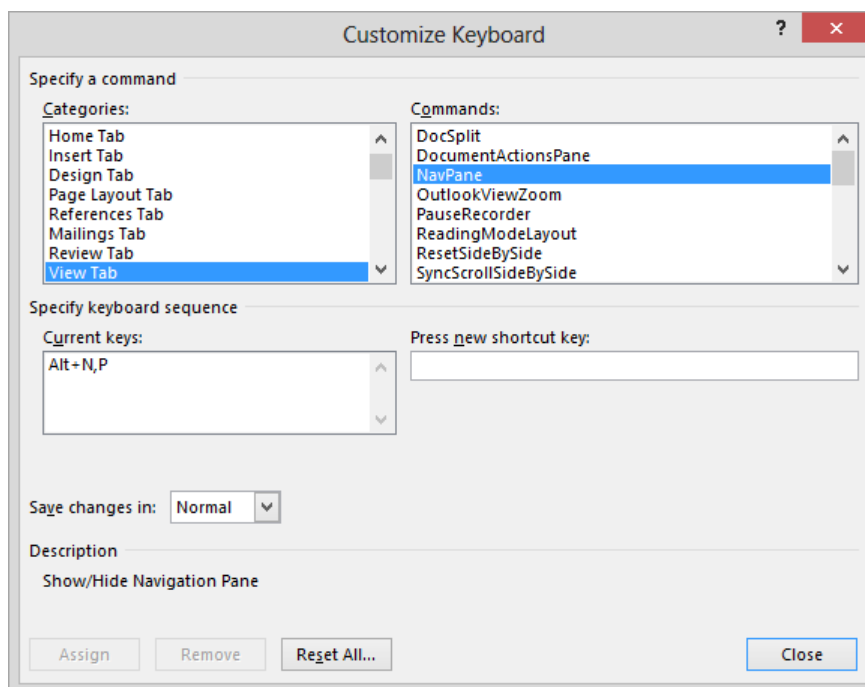 Customize Keyboard
?
Specify a command
Categories:
Home Tab
Insert Tab
Design Tab
Page Layout Tab
References Tab
Mailings Tab
Review Tab
View Tab
Commands:
DocSplit
DocumentActionsPane
NavPane
OutlookViewZoom
PauseRecorder
ReadingModeLayout
ResetSideBySide
SyncScrollSideBySide
Specify keyboard sequence
Current keys:
Alt+N,P
Press new shortcut key:
Save changes in: Normal
Description
Show/Hide Navigation Pane
Assign Remove Reset All... Close